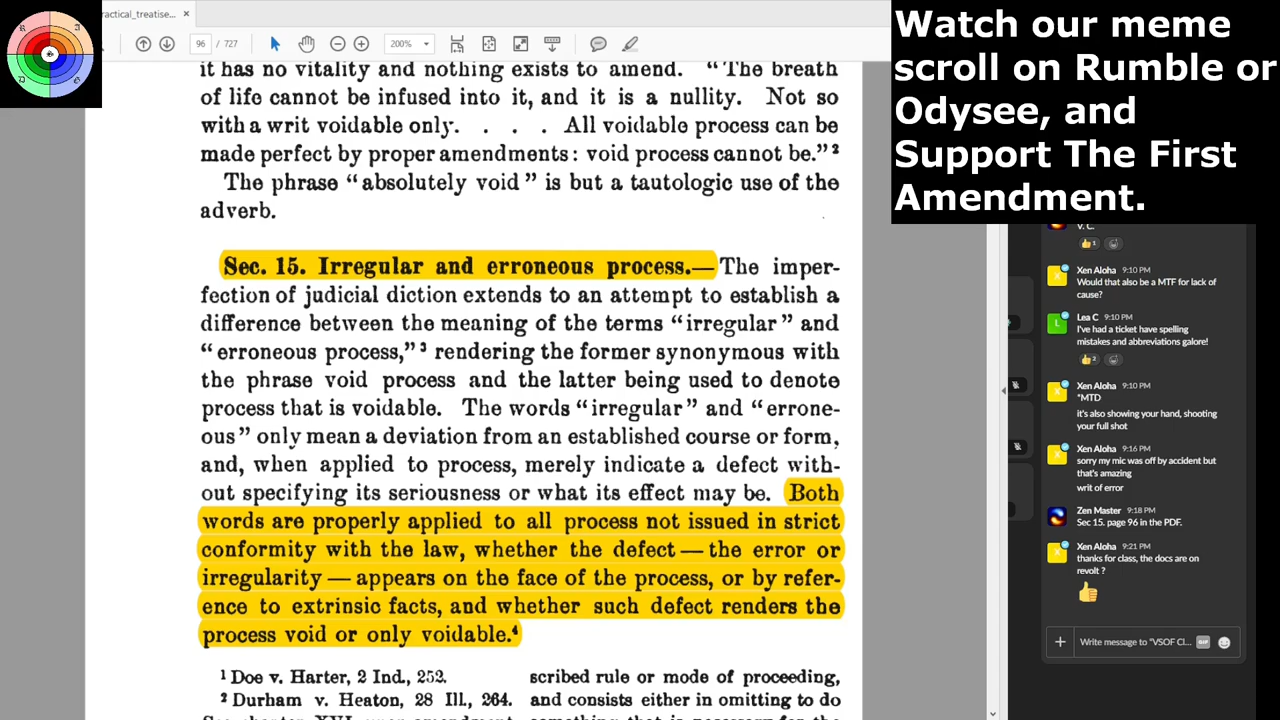 ractical_treatise...
96 / 727
200%
it has no vitality and nothing exists to amend. “The breath
of life cannot be infused into it, and it is a nullity. Not so
with a writ voidable only. . . . All voidable process can be
made perfect by proper amendments: void process cannot be.”²
The phrase “absolutely void” is but a tautologic use of the
adverb.
Sec. 15. Irregular and erroneous process.—The imper-
fection of judicial diction extends to an attempt to establish a
difference between the meaning of the terms “irregular” and
“erroneous process,”³ rendering the former synonymous with
the phrase void process and the latter being used to denote
process that is voidable. The words “irregular” and “errone-
ous” only mean a deviation from an established course or form,
and, when applied to process, merely indicate a defect with-
out specifying its seriousness or what its effect may be. Both
words are properly applied to all process not issued in strict
conformity with the law, whether the defect — the error or
irregularity — appears on the face of the process, or by refer-
ence to extrinsic facts, and whether such defect renders the
process void or only voidable.⁴
¹ Doe v. Harter, 2 Ind., 252.
² Durham v. Heaton, 28 Ill., 264.
scribed rule or mode of proceeding,
and consists either in omitting to do
Watch our meme
scroll on Rumble or
Odysee, and
Support The First
Amendment.
V. C.
1
Xen Aloha 9:10 PM
Would that also be a MTF for lack of
cause?
Lea C 9:10 PM
I've had a ticket have spelling
mistakes and abbreviations galore!
2
Xen Aloha 9:10 PM
*MTD
it's also showing your hand, shooting
your full shot
Xen Aloha 9:16 PM
sorry my mic was off by accident but
that's amazing
writ of error
Zen Master 9:18 PM
Sec 15. page 96 in the PDF.
Xen Aloha 9:21 PM
thanks for class, the docs are on
revolt ?
Write message to "VSOF Cl... GIF